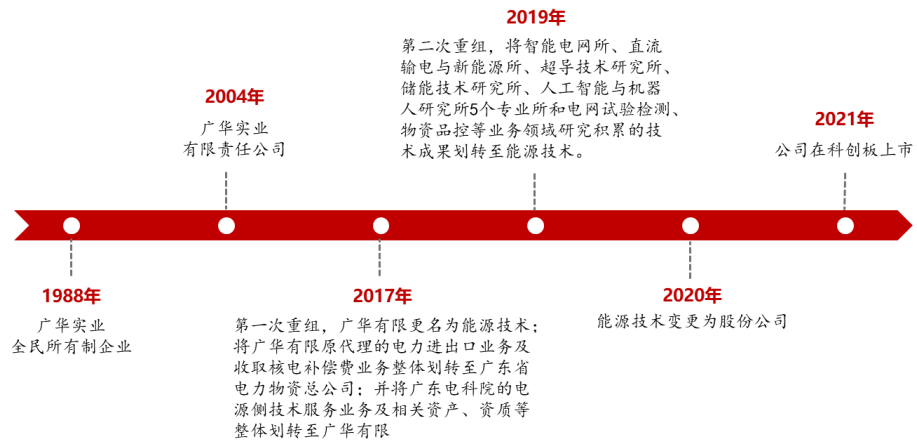 1988年
广华实业
全民所有制企业
2004年
广华实业
有限责任公司
2017年
第一次重组，广华有限更名为能源技术；
将广华有限原代理的电力进出口业务及
收取核电补偿费业务整体划转至广东省
电力物资总公司；并将广东电科院的电
源侧技术服务业务及相关资产、资质等
整体划转至广华有限
2019年
第二次重组，将智能电网所、直流
输电与新能源所、超导技术研究所、
储能技术研究所、人工智能与机器
人研究所5个专业所和电网试验检测、
物资品控等业务领域研究积累的技
术成果划转至能源技术。
2020年
能源技术变更为股份公司
2021年
公司在科创板上市